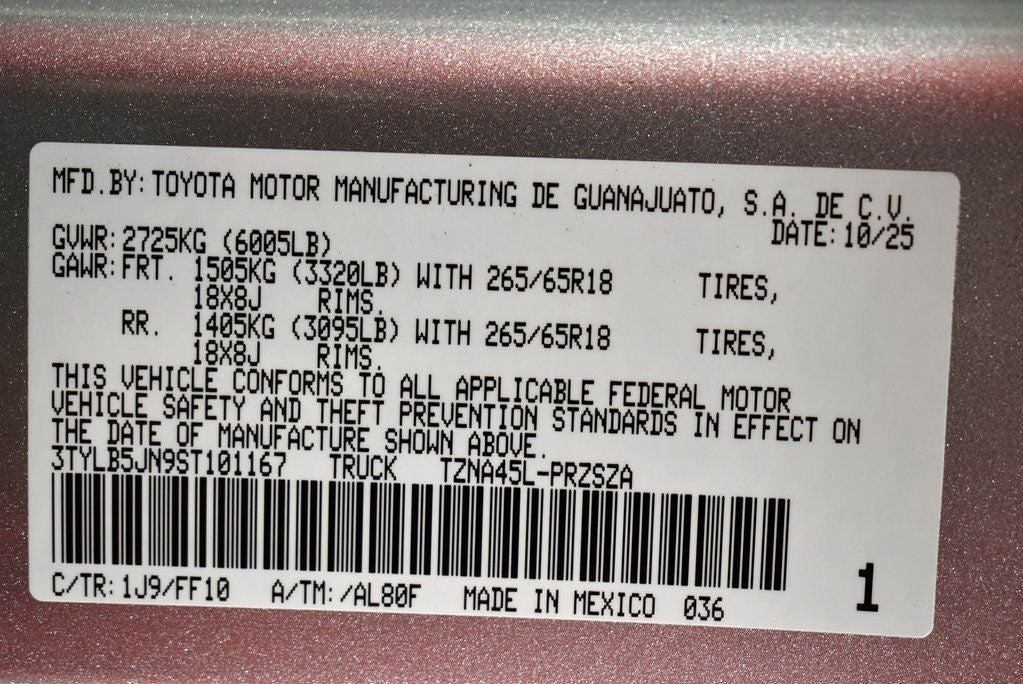 MFD.BY: TOYOTA MOTOR MANUFACTURING DE GUANAJUATO, S.A. DE C.V.
DATE: 10/25
GVWR: 2725KG (6005LB)
GAWR: FRT. 1505KG (3320LB) WITH 265/65R18 TIRES,
18X8J RIMS.
RR. 1405KG (3095LB) WITH 265/65R18 TIRES,
18X8J RIMS.
THIS VEHICLE CONFORMS TO ALL APPLICABLE FEDERAL MOTOR
VEHICLE SAFETY AND THEFT PREVENTION STANDARDS IN EFFECT ON
THE DATE OF MANUFACTURE SHOWN ABOVE.
3TYLB5JN9ST101167 TRUCK TZNA45L-PRZSZA
C/TR: 1J9/FF10 A/TM: /AL80F MADE IN MEXICO 036
1